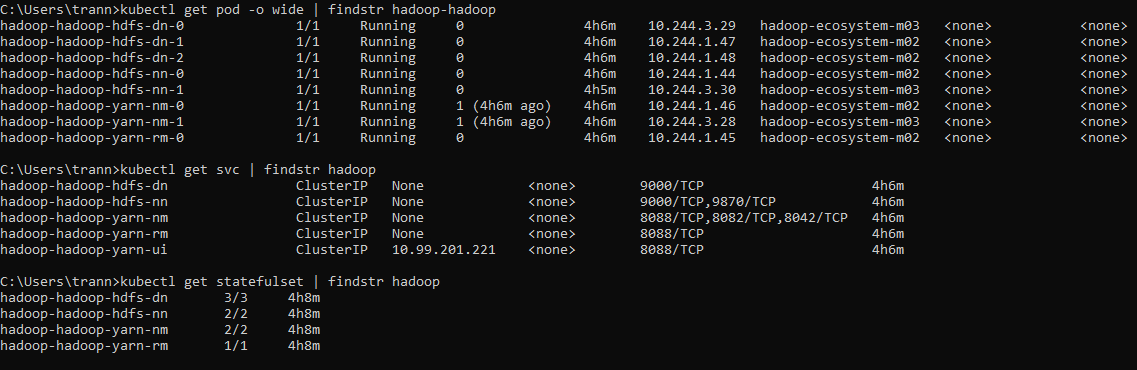 C:\Users\trann>kubectl get pod -o wide | findstr hadoop-hadoop
hadoop-hadoop-hdfs-dn-0 1/1 Running 0 4h6m 10.244.3.29 hadoop-ecosystem-m03 <none> <none>
hadoop-hadoop-hdfs-dn-1 1/1 Running 0 4h6m 10.244.1.47 hadoop-ecosystem-m02 <none> <none>
hadoop-hadoop-hdfs-dn-2 1/1 Running 0 4h6m 10.244.1.48 hadoop-ecosystem-m02 <none> <none>
hadoop-hadoop-hdfs-nn-0 1/1 Running 0 4h6m 10.244.1.44 hadoop-ecosystem-m02 <none> <none>
hadoop-hadoop-hdfs-nn-1 1/1 Running 0 4h5m 10.244.3.30 hadoop-ecosystem-m03 <none> <none>
hadoop-hadoop-yarn-nm-0 1/1 Running 1 (4h6m ago) 4h6m 10.244.1.46 hadoop-ecosystem-m02 <none> <none>
hadoop-hadoop-yarn-nm-1 1/1 Running 1 (4h6m ago) 4h6m 10.244.3.28 hadoop-ecosystem-m03 <none> <none>
hadoop-hadoop-yarn-rm-0 1/1 Running 0 4h6m 10.244.1.45 hadoop-ecosystem-m02 <none> <none>
C:\Users\trann>kubectl get svc | findstr hadoop
hadoop-hadoop-hdfs-dn ClusterIP None <none> 9000/TCP 4h6m
hadoop-hadoop-hdfs-nn ClusterIP None <none> 9000/TCP,9870/TCP 4h6m
hadoop-hadoop-yarn-nm ClusterIP None <none> 8088/TCP,8082/TCP,8042/TCP 4h6m
hadoop-hadoop-yarn-rm ClusterIP None <none> 8088/TCP 4h6m
hadoop-hadoop-yarn-ui ClusterIP 10.99.201.221 <none> 8088/TCP 4h6m
C:\Users\trann>kubectl get statefulset | findstr hadoop
hadoop-hadoop-hdfs-dn 3/3 4h8m
hadoop-hadoop-hdfs-nn 2/2 4h8m
hadoop-hadoop-yarn-nm 2/2 4h8m
hadoop-hadoop-yarn-rm 1/1 4h8m